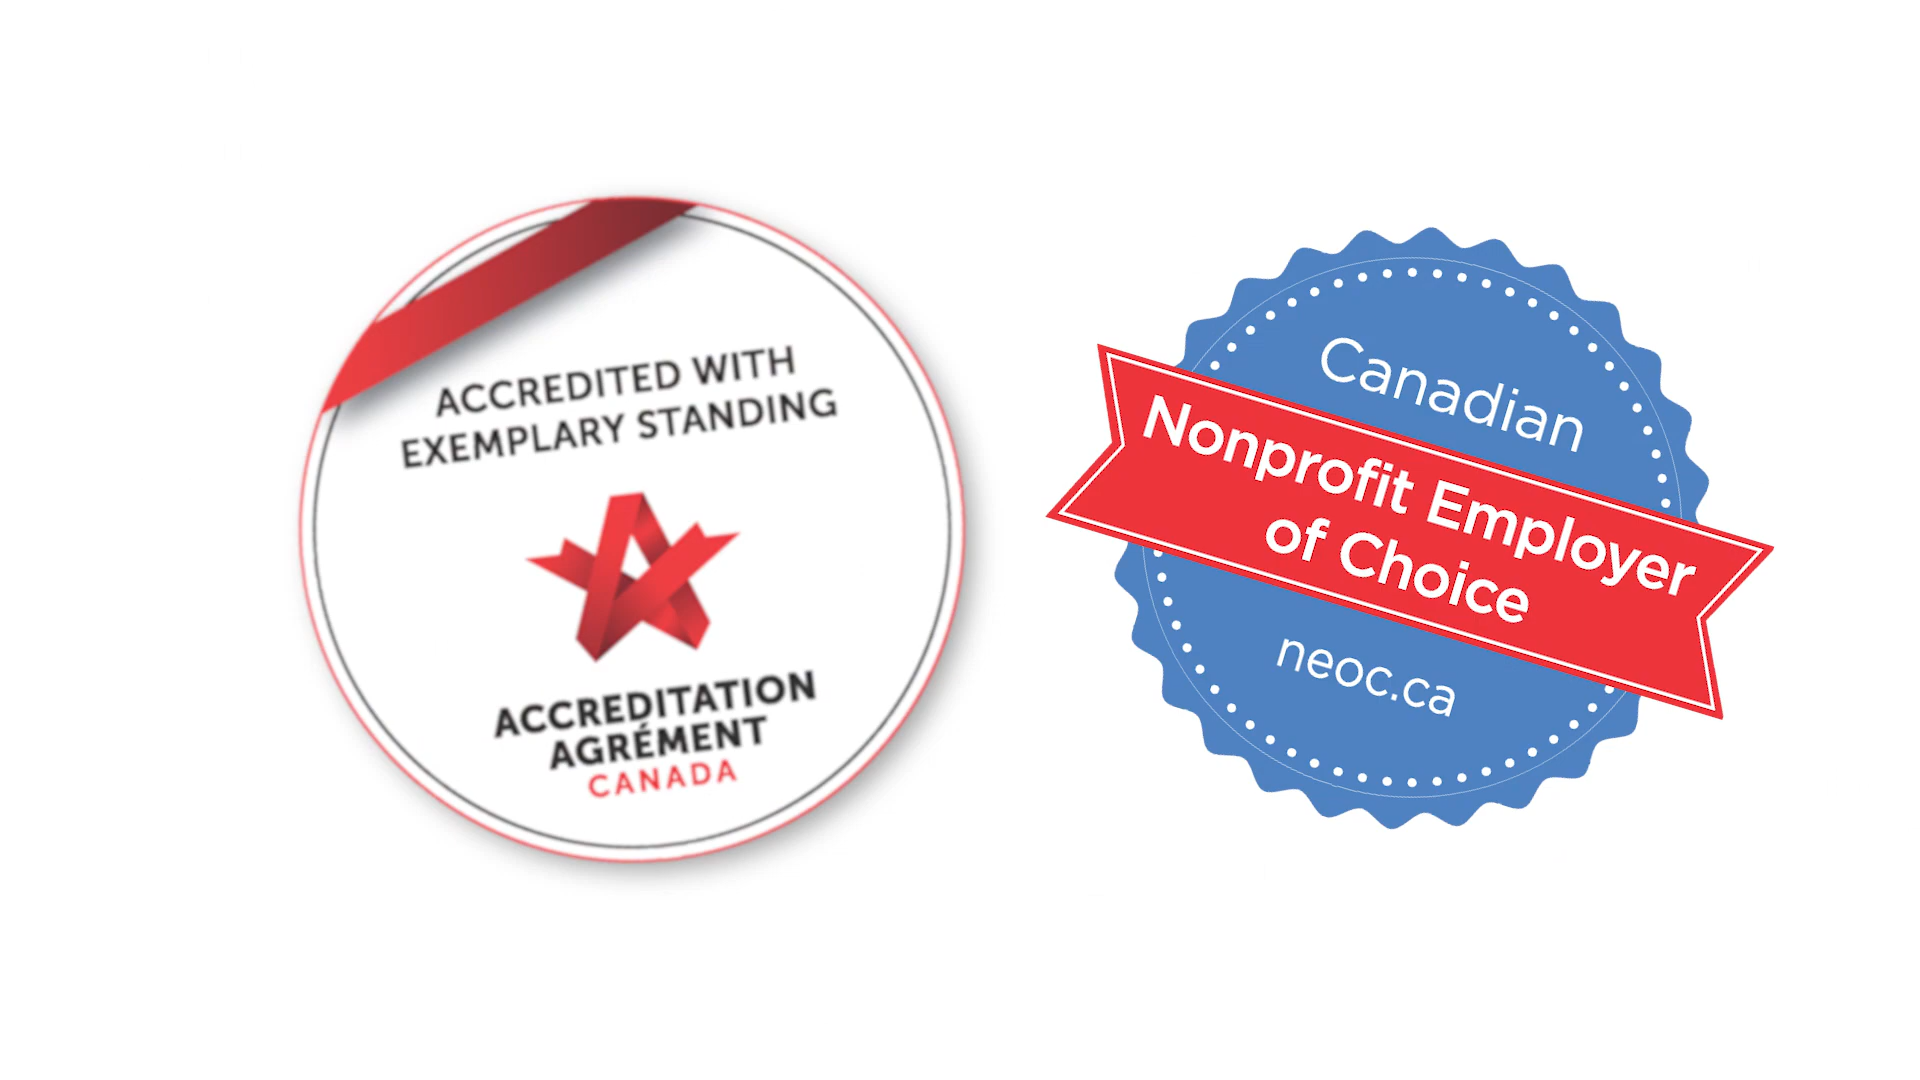 ACCREDITED WITH
EXEMPLARY STANDING
ACCREDITATION
AGRÉMENT
CANADA
Canadian
Nonprofit Employer
of Choice
neoc.ca